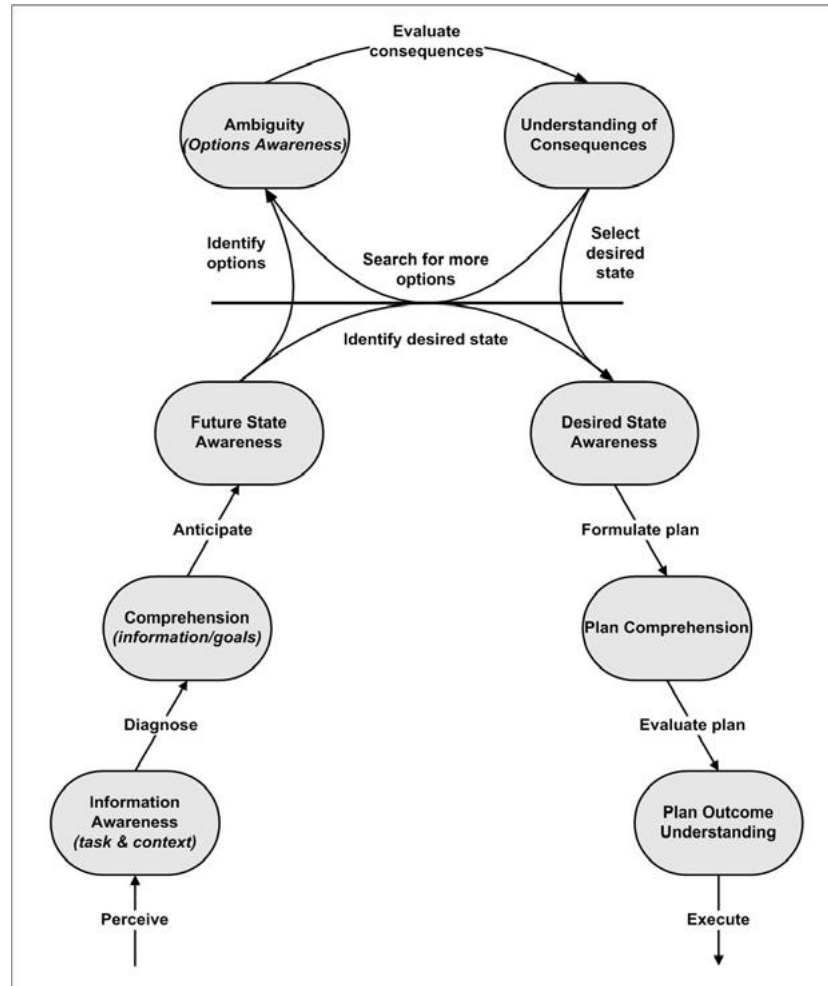 Evaluate
consequences
Ambiguity
(Options Awareness)
Understanding of
Consequences
Identify
options
Search for more
options
Select
desired
state
Identify desired state
Future State
Awareness
Desired State
Awareness
Anticipate
Formulate plan
Comprehension
(information/goals)
Plan Comprehension
Diagnose
Evaluate plan
Information
Awareness
(task & context)
Plan Outcome
Understanding
Perceive
Execute